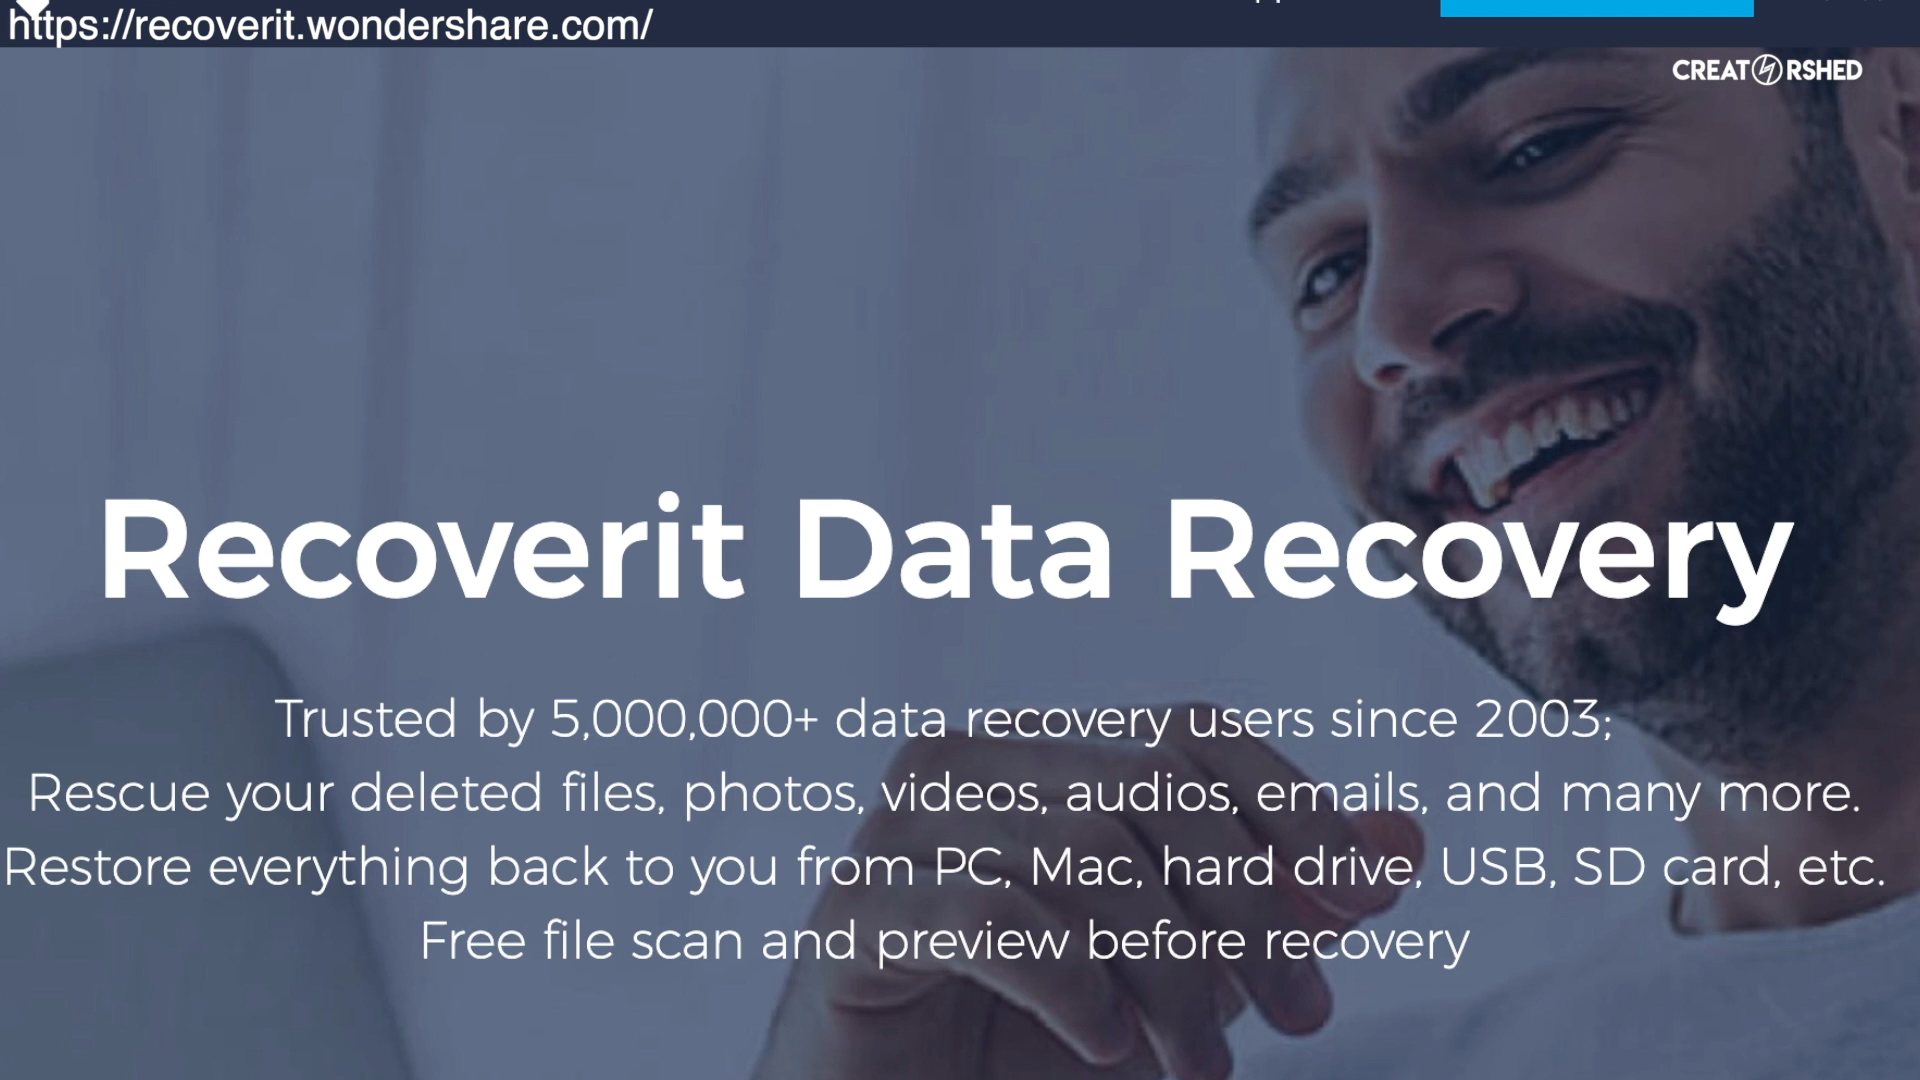 https://recoverit.wondershare.com/
CREATORSHED
Recoverit Data Recovery
Trusted by 5,000,000+ data recovery users since 2003;
Rescue your deleted files, photos, videos, audios, emails, and many more.
Restore everything back to you from PC, Mac, hard drive, USB, SD card, etc.
Free file scan and preview before recovery